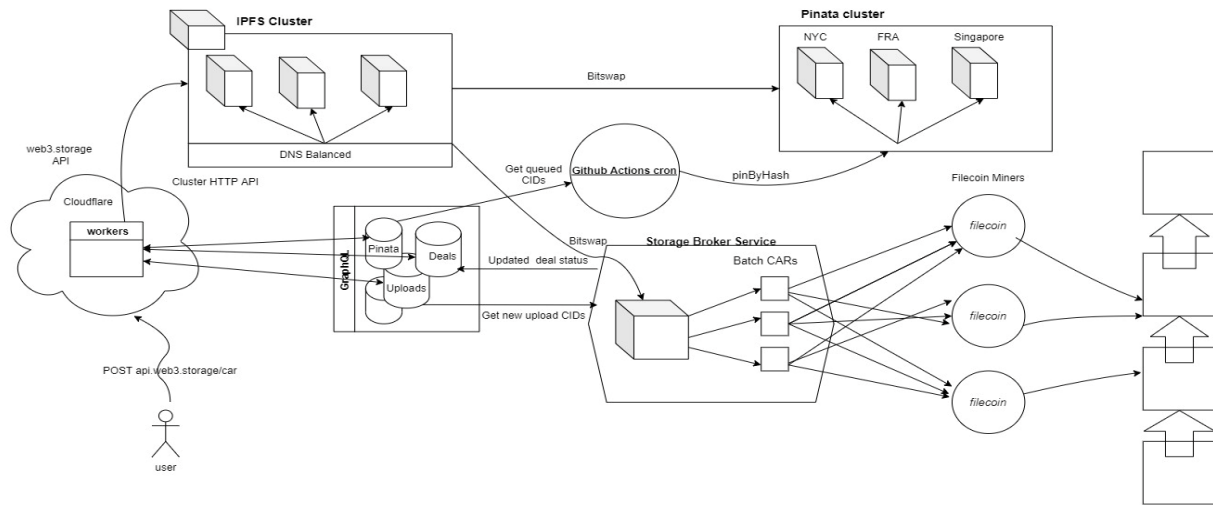 IPFS Cluster
Pinata cluster
NYC
FRA
Singapore
Bitswap
web3.storage
API
DNS Balanced
Cluster HTTP API
Get queued
CIDs
Github Actions cron
pinByHash
Filecoin Miners
Cloudflare
workers
GraphQL
Pinata
Deals
Uploads
Bitswap
Updated deal status
Get new upload CIDs
Storage Broker Service
Batch CARs
filecoin
filecoin
filecoin
POST api.web3.storage/car
user